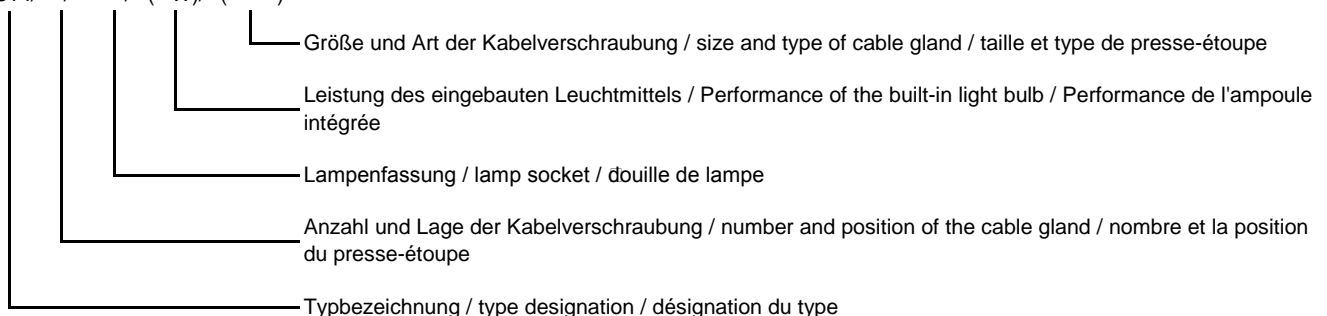 Größe und Art der Kabelverschraubung / size and type of cable gland / taille et type de presse-étoupe
Leistung des eingebauten Leuchtmittels / Performance of the built-in light bulb / Performance de l'ampoule
intégrée
Lampenfassung / lamp socket / douille de lampe
Anzahl und Lage der Kabelverschraubung / number and position of the cable gland / nombre et la position
du presse-étoupe
Typbezeichnung / type designation / désignation du type